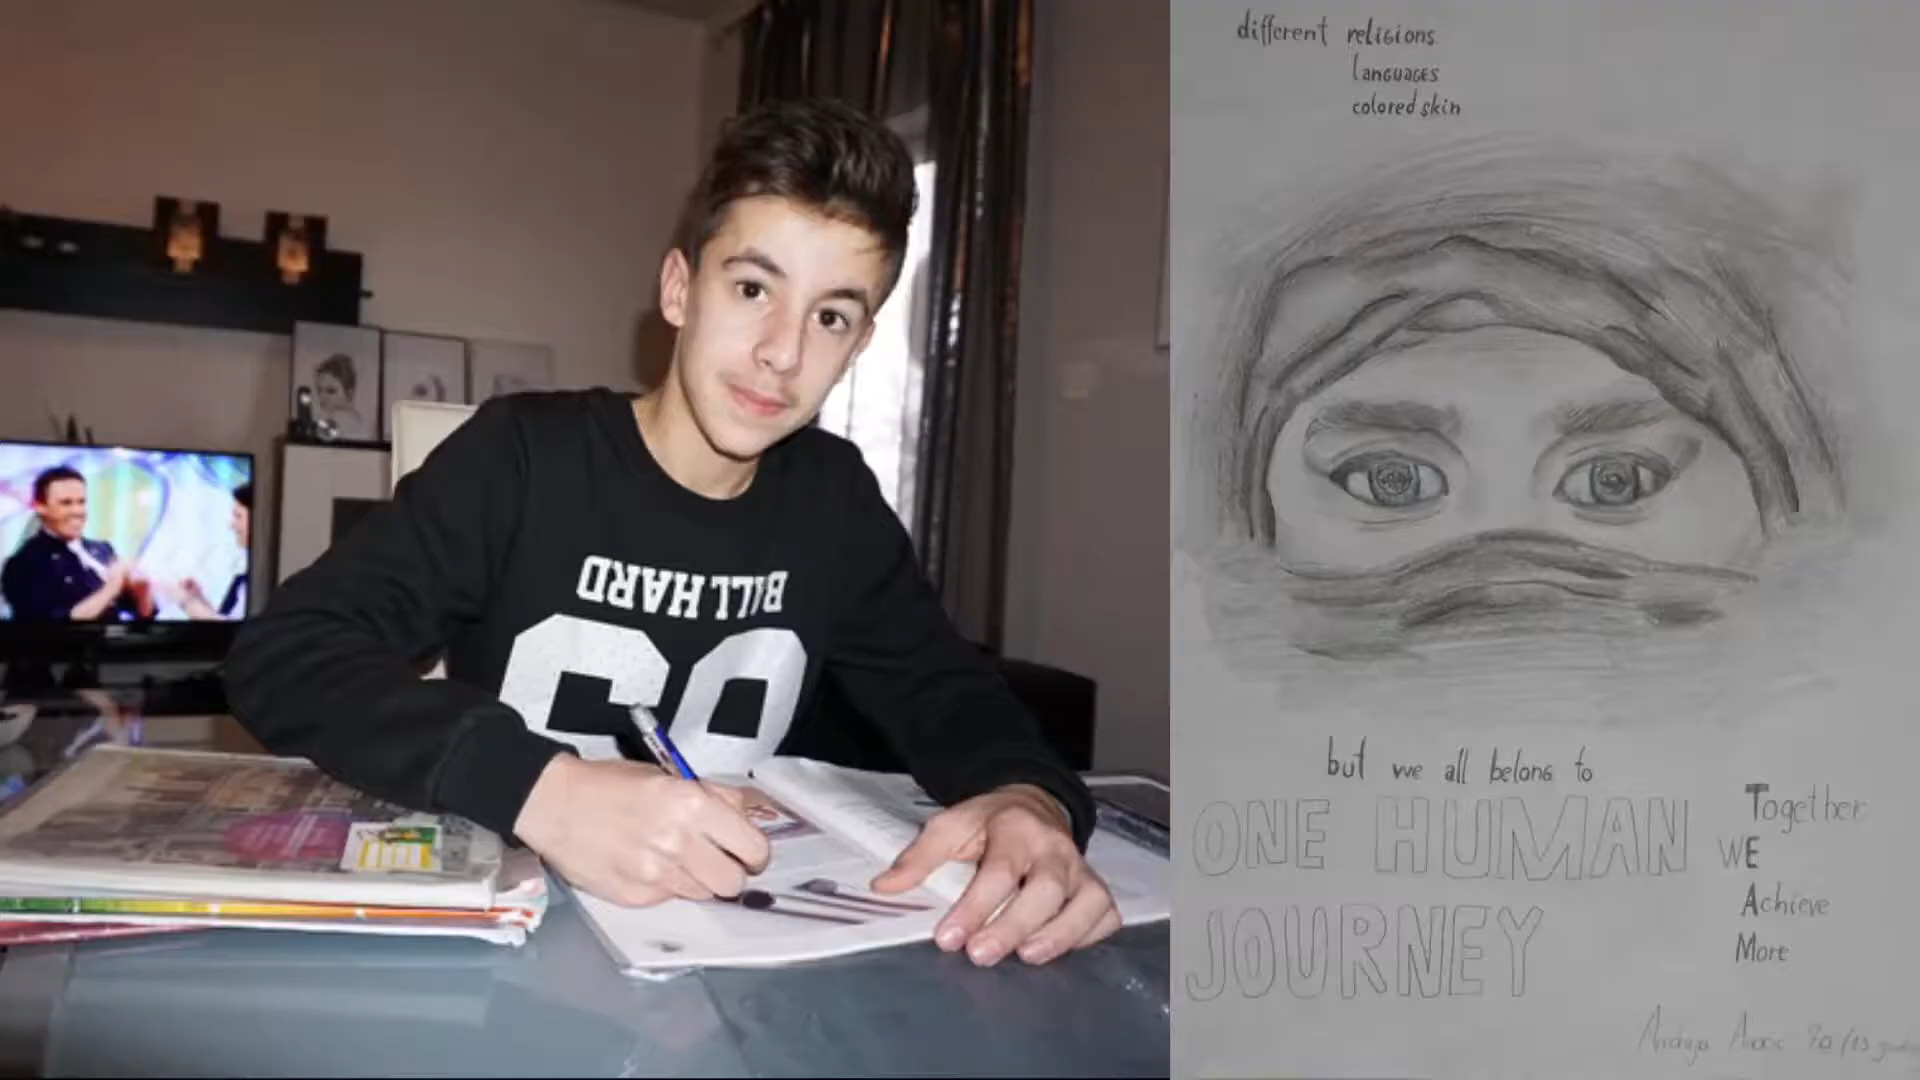 BILL HARD
different religions
languages
colored skin
but we all belong to
ONE HUMAN
JOURNEY
Together
WE
Achieve
More